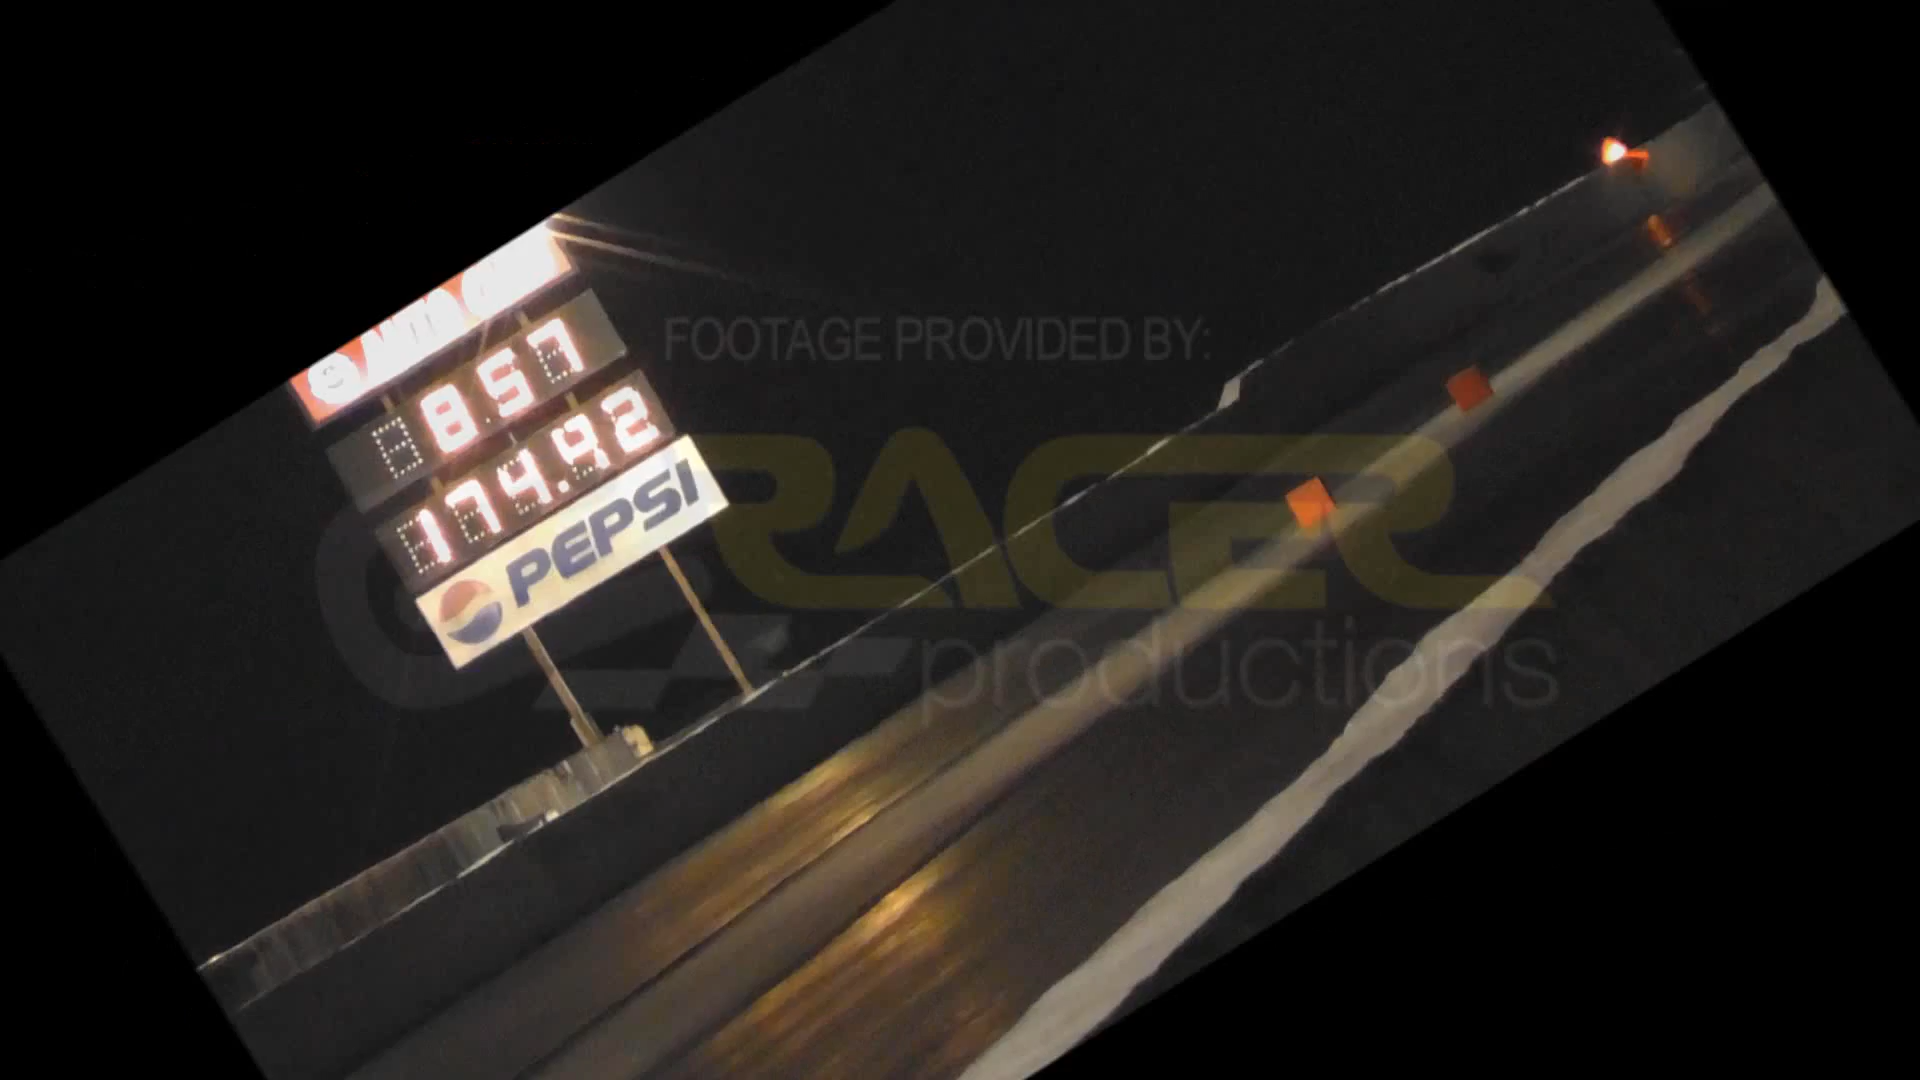 8.57
174.92
PEPSI
FOOTAGE PROVIDED BY:
RACER
productions